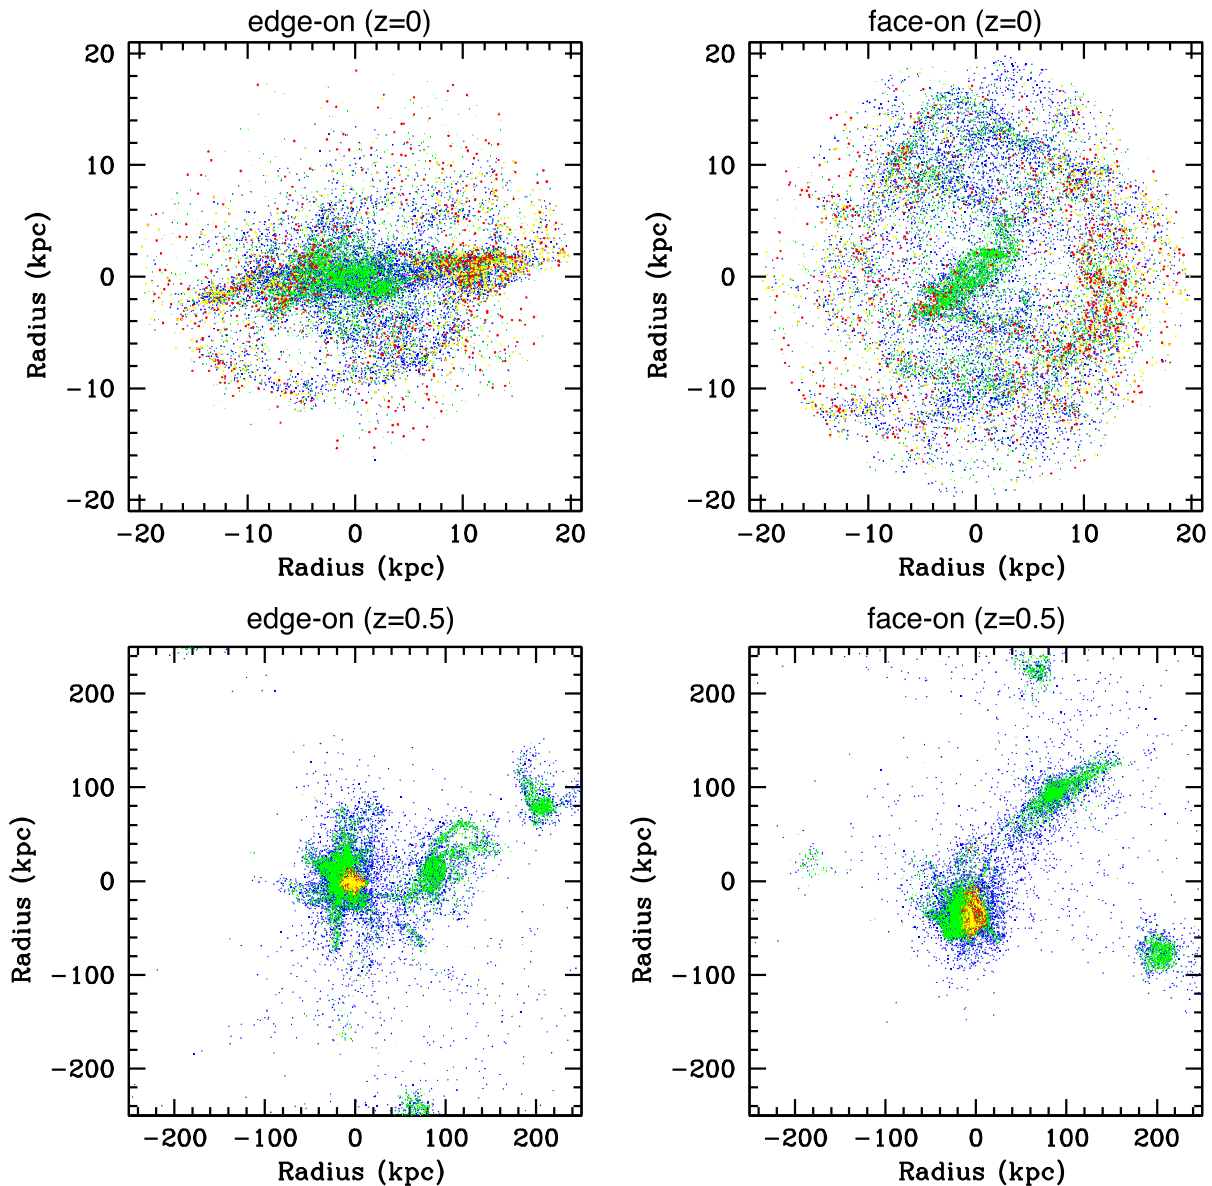 edge-on (z=0)
face-on (z=0)
20
10
0
−10
−20
Radius (kpc)
−20 −10 0 10 20
Radius (kpc)
20
10
0
−10
−20
Radius (kpc)
−20 −10 0 10 20
Radius (kpc)
edge-on (z=0.5)
face-on (z=0.5)
200
100
0
−100
−200
Radius (kpc)
−200 −100 0 100 200
Radius (kpc)
200
100
0
−100
−200
Radius (kpc)
−200 −100 0 100 200
Radius (kpc)